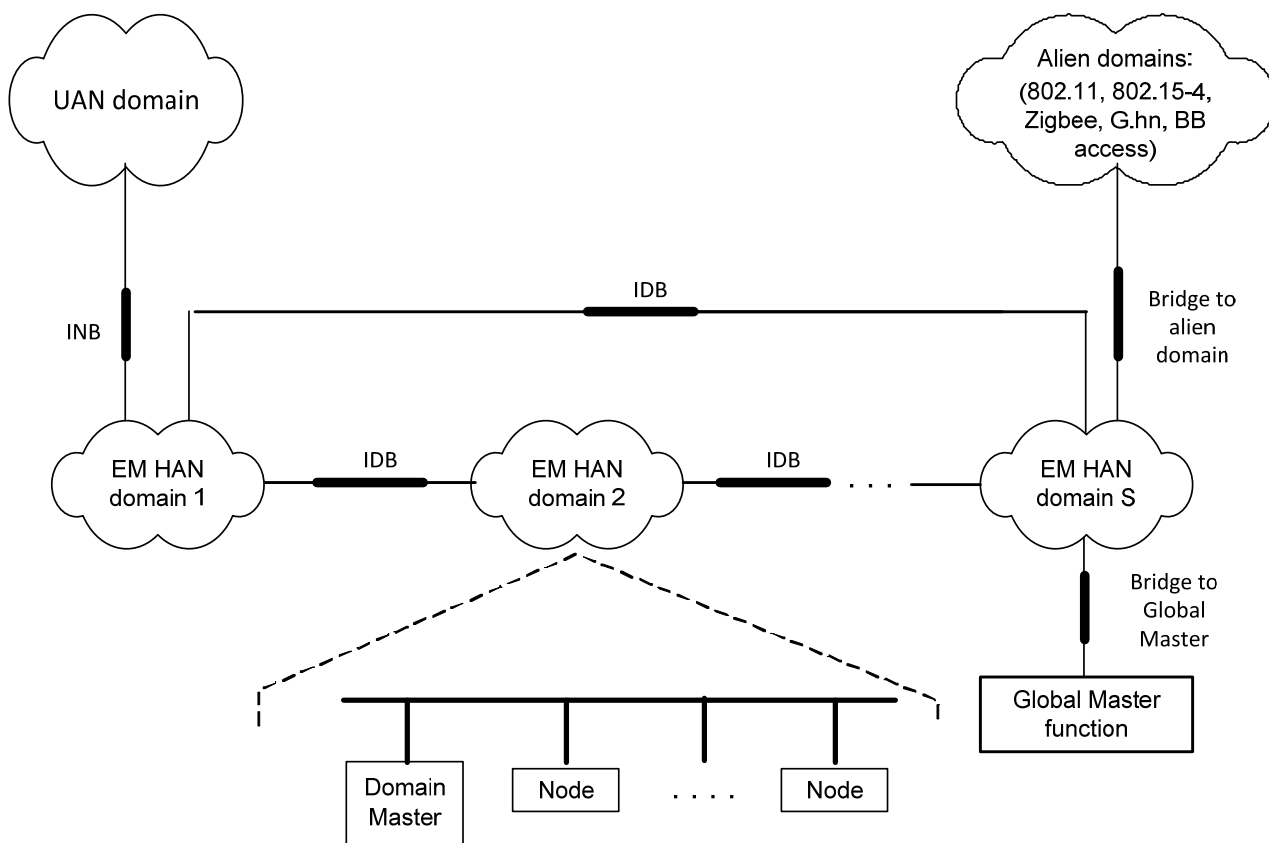 UAN domain
Alien domains:
(802.11, 802.15-4,
Zigbee, G.hn, BB
access)
INB
IDB
Bridge to
alien
domain
EM HAN
domain 1
IDB
EM HAN
domain 2
IDB
. . . .
EM HAN
domain S
Bridge to
Global
Master
Global Master
function
Domain
Master
Node
. . . .
Node